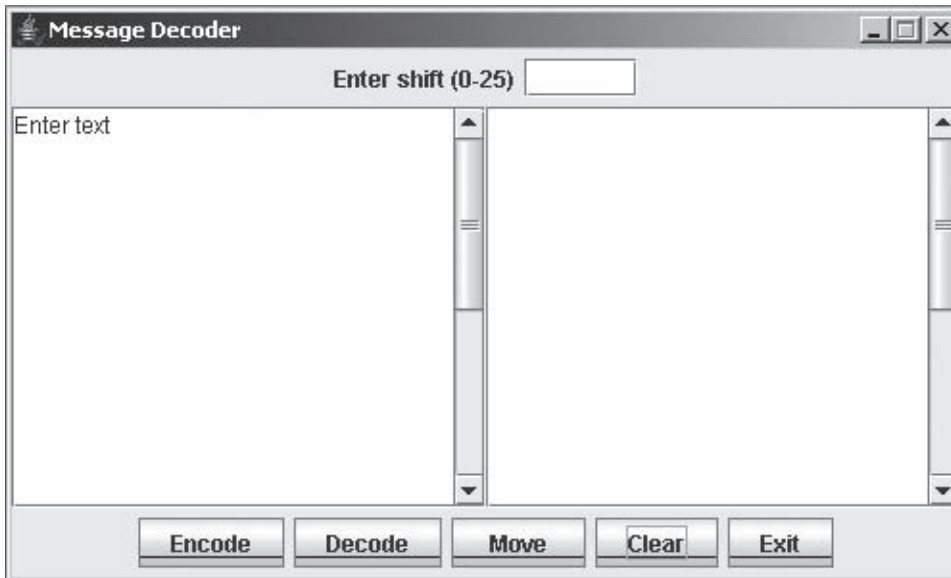 Message Decoder
Enter shift (0-25)
Enter text
Encode Decode Move Clear Exit